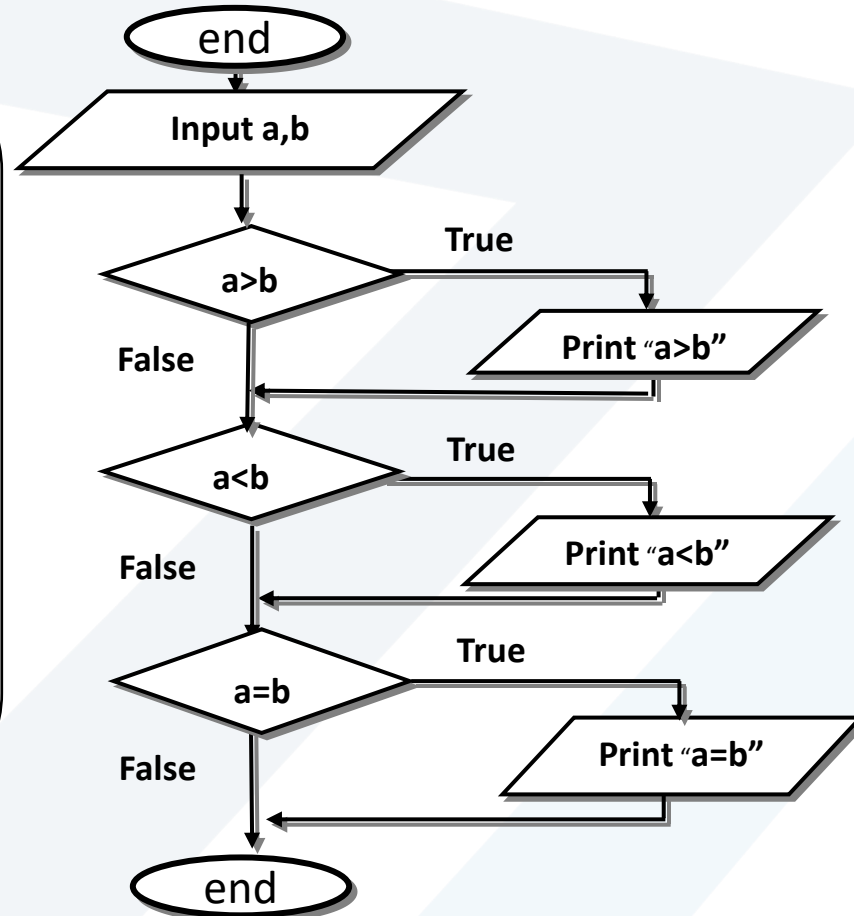 end
Input a,b
True
a>b
Print “a>b”
False
True
a<b
Print “a<b”
False
True
a=b
Print “a=b”
False
end